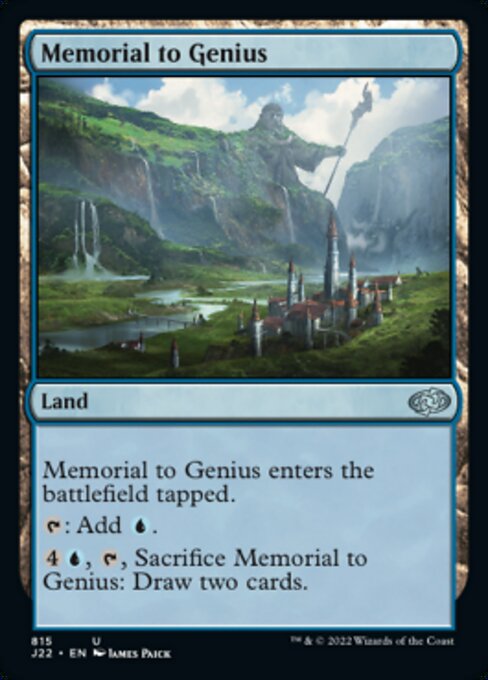 Memorial to Genius
Land
Memorial to Genius enters the
battlefield tapped.
: Add .
4 , , Sacrifice Memorial to
Genius: Draw two cards.
815 U
J22 • EN James Paick
™ & © 2022 Wizards of the Coast